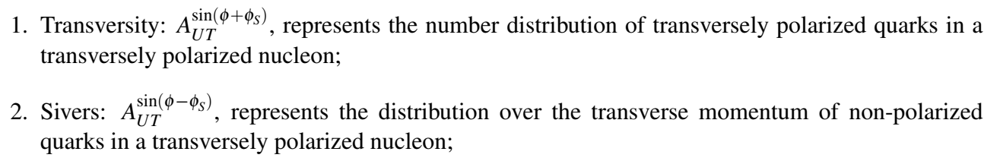 1. Transversity: $A_{UT}^{\sin(\phi+\phi_S)}$, represents the number distribution of transversely polarized quarks in a
transversely polarized nucleon;
2. Sivers: $A_{UT}^{\sin(\phi-\phi_S)}$, represents the distribution over the transverse momentum of non-polarized
quarks in a transversely polarized nucleon;